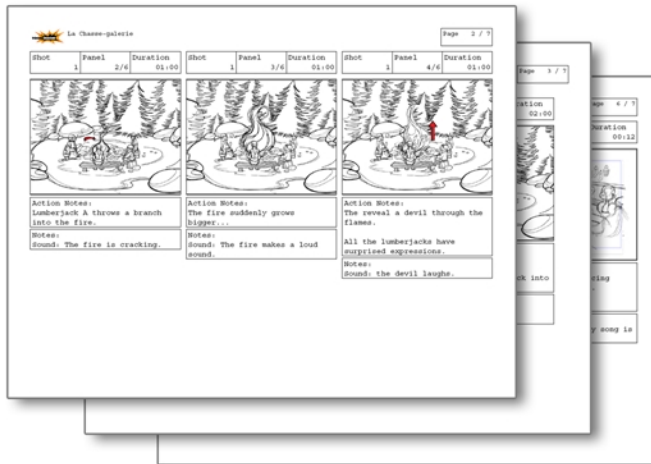 La Chasse-galerie
Page 2 / 7
Shot Panel Duration
1 2/6 01:00
Shot Panel Duration
1 3/6 01:00
Shot Panel Duration
1 4/6 01:00
Action Notes:
Lumberjack A throws a branch
into the fire.
Notes:
Sound: The fire is cracking.
Action Notes:
The fire suddenly grows
bigger...
Notes:
Sound: The fire makes a loud
sound.
Action Notes:
The reveal a devil through the
flames.
All the lumberjacks have
surprised expressions.
Notes:
Sound: the devil laughs.
Page 3 / 7
ration
02:00
ck into
age 4 / 7
Duration
00:12
cing
y song is